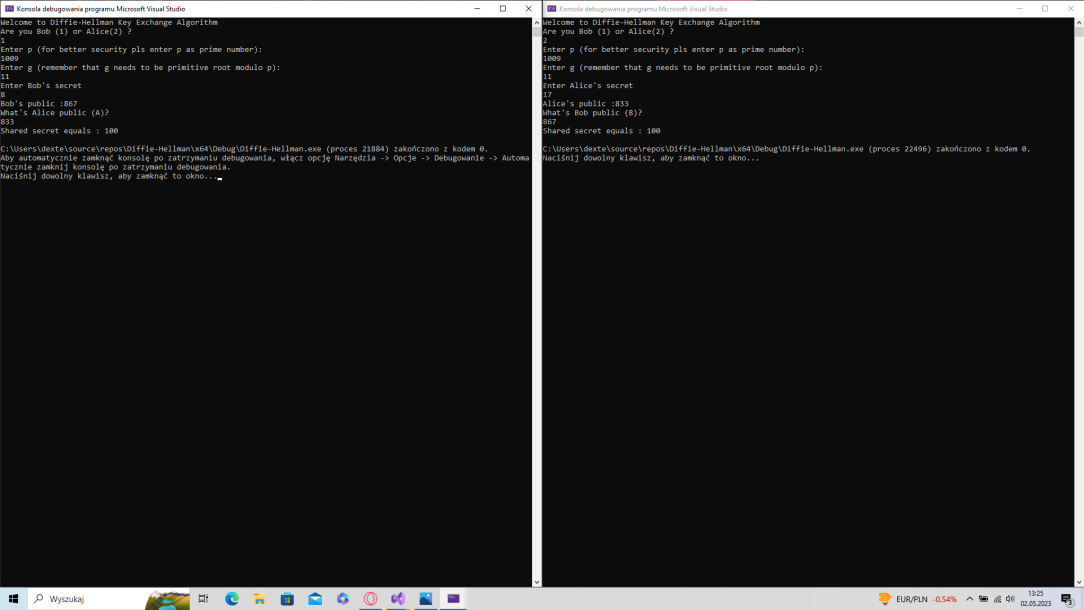 Konsola debugowania programu Microsoft Visual Studio
Welcome to Diffie-Hellman Key Exchange Algorithm
Are you Bob (1) or Alice(2) ?
1
Enter p (for better security pls enter p as prime number):
1009
Enter g (remember that g needs to be primitive root modulo p):
11
Enter Bob's secret
8
Bob's public :867
What's Alice public (A)?
833
Shared secret equals : 100
C:\Users\dexte\source\repos\Diffie-Hellman\x64\Debug\Diffie-Hellman.exe (proces 21884) zakończono z kodem 0.
Aby automatycznie zamknąć konsolę po zatrzymaniu debugowania, włącz opcję Narzędzia -> Opcje -> Debugowanie -> Automa
tycznie zamknij konsolę po zatrzymaniu debugowania.
Naciśnij dowolny klawisz, aby zamknąć to okno...
Konsola debugowania programu Microsoft Visual Studio
Welcome to Diffie-Hellman Key Exchange Algorithm
Are you Bob (1) or Alice(2) ?
2
Enter p (for better security pls enter p as prime number):
1009
Enter g (remember that g needs to be primitive root modulo p):
11
Enter Alice's secret
17
Alice's public :833
What's Bob public (B)?
867
Shared secret equals : 100
C:\Users\dexte\source\repos\Diffie-Hellman\x64\Debug\Diffie-Hellman.exe (proces 22496) zakończono z kodem 0.
Naciśnij dowolny klawisz, aby zamknąć to okno...
Wyszukaj
EUR/PLN -0,54%
13:25
02.05.2023
3